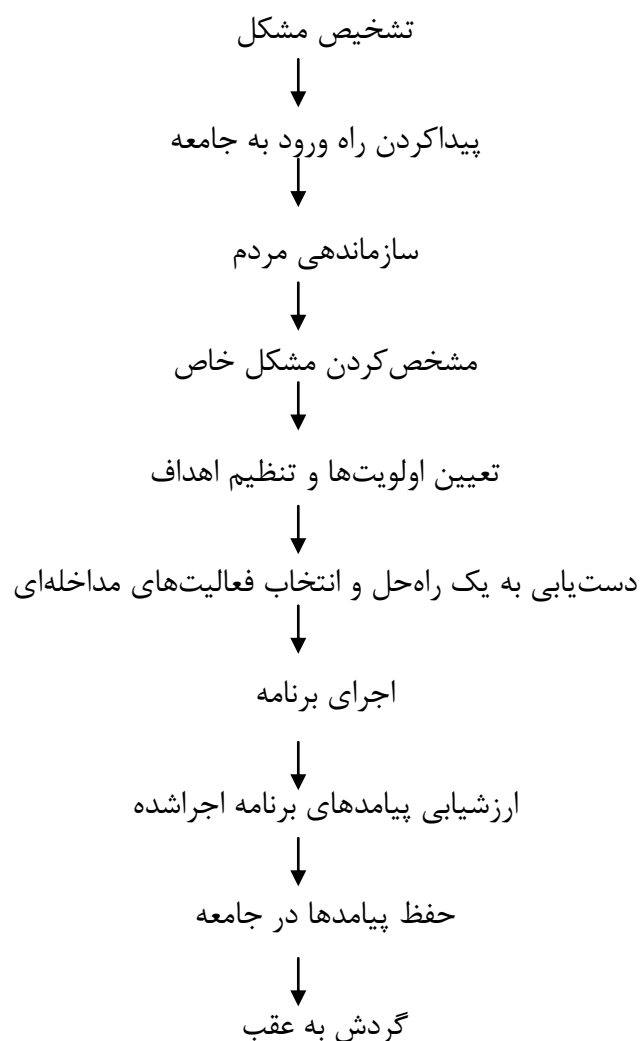 تشخیص مشکل
پیداکردن راه ورود به جامعه
سازماندهی مردم
مشخص‌کردن مشکل خاص
تعیین اولویت‌ها و تنظیم اهداف
دست‌یابی به یک راه‌حل و انتخاب فعالیت‌های مداخله‌ای
اجرای برنامه
ارزشیابی پیامدهای برنامه اجراشده
حفظ پیامدها در جامعه
گردش به عقب